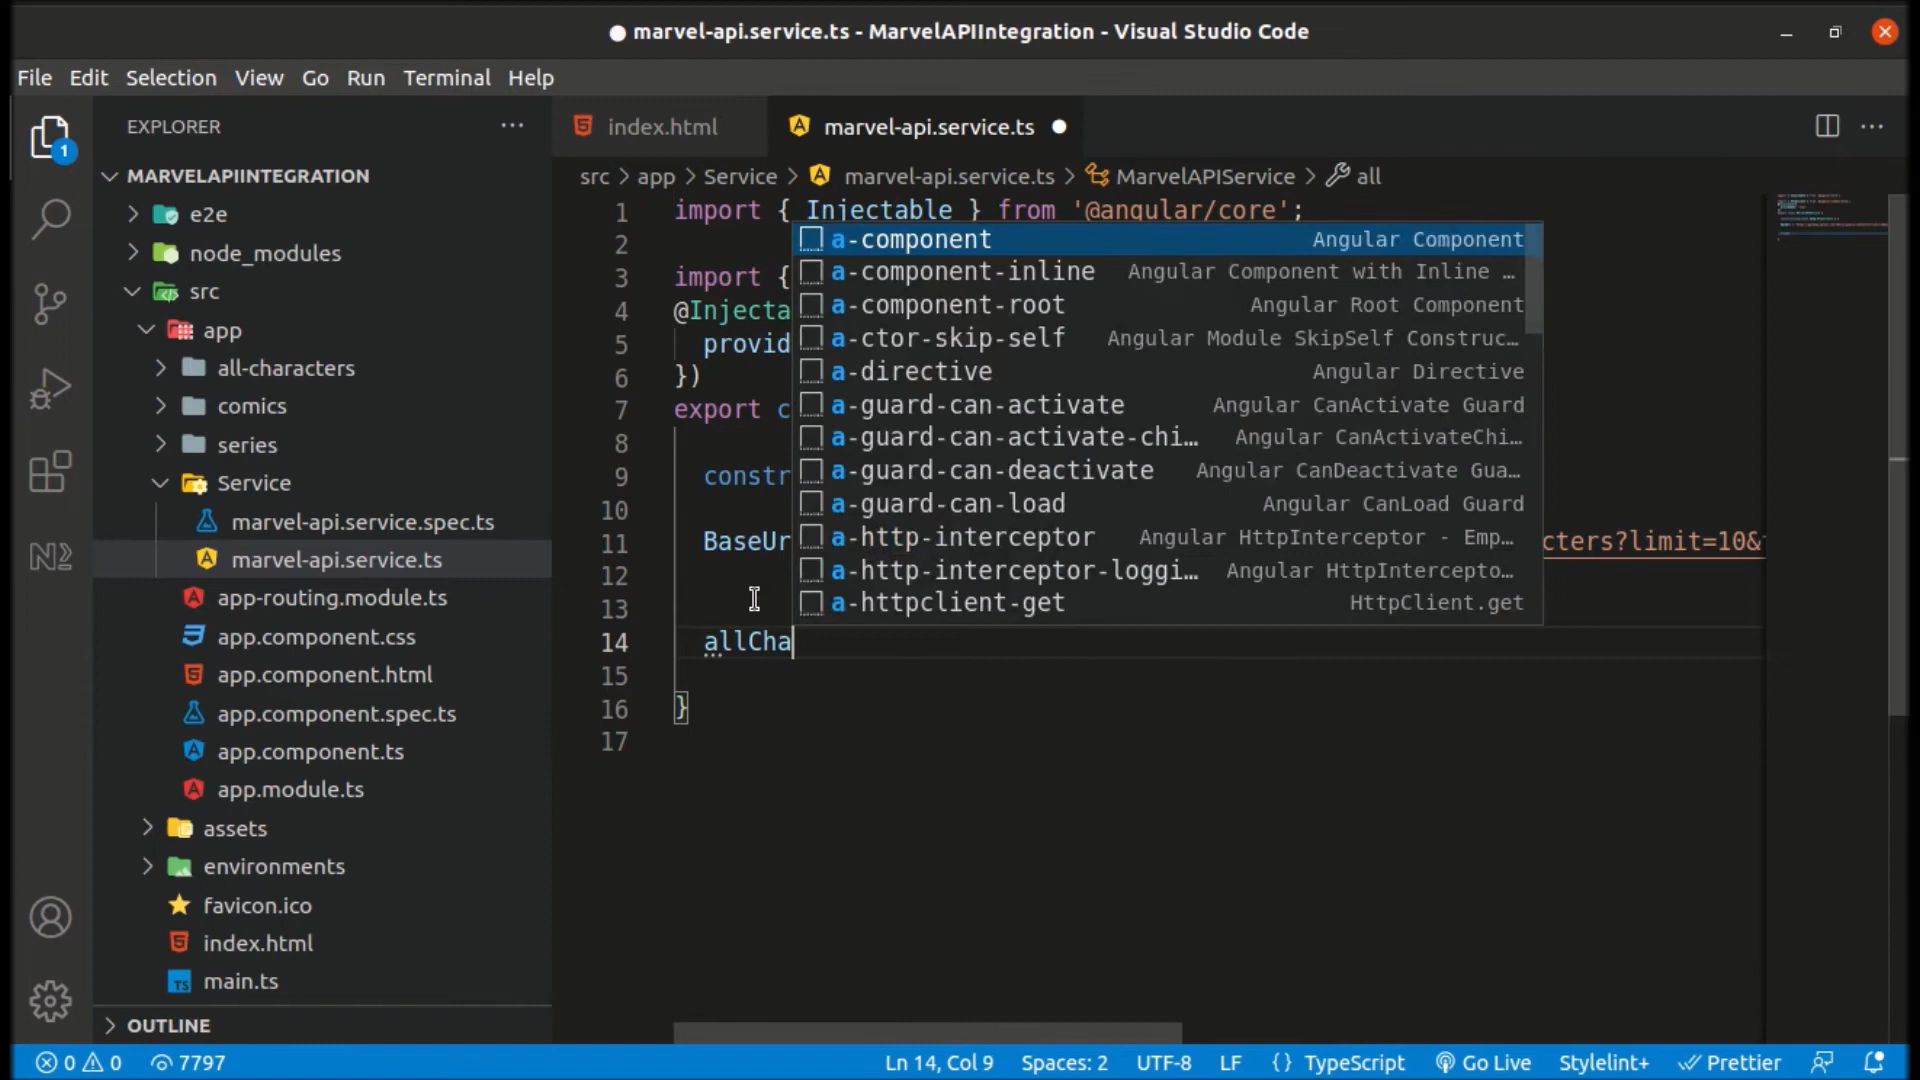 ● marvel-api.service.ts - MarvelAPIIntegration - Visual Studio Code
File Edit Selection View Go Run Terminal Help
EXPLORER ···
index.html
marvel-api.service.ts ●
1
MARVELAPIINTEGRATION
e2e
node_modules
src
app
all-characters
comics
series
Service
marvel-api.service.spec.ts
marvel-api.service.ts
app-routing.module.ts
app.component.css
app.component.html
app.component.spec.ts
app.component.ts
app.module.ts
assets
environments
favicon.ico
index.html
main.ts
OUTLINE
src > app > Service > marvel-api.service.ts > MarvelAPIService > all
1 import { Injectable } from '@angular/core';
2
3 import {
4 @Injecta
5 provid
6 })
7 export c
8
9 constr
10
11 BaseUr cters?limit=10&
12
13
14 allCha
15
16 }
17
a-component Angular Component
a-component-inline Angular Component with Inline …
a-component-root Angular Root Component
a-ctor-skip-self Angular Module SkipSelf Construc…
a-directive Angular Directive
a-guard-can-activate Angular CanActivate Guard
a-guard-can-activate-chi… Angular CanActivateChi…
a-guard-can-deactivate Angular CanDeactivate Gua…
a-guard-can-load Angular CanLoad Guard
a-http-interceptor Angular HttpInterceptor - Emp…
a-http-interceptor-loggi… Angular HttpIntercepto…
a-httpclient-get HttpClient.get
0 0 7797 Ln 14, Col 9 Spaces: 2 UTF-8 LF {} TypeScript Go Live Stylelint+ Prettier